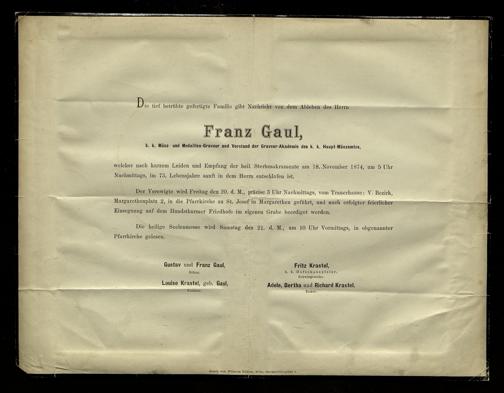 Die tief betrübte gefertigte Familie gibt Nachricht von dem Ableben des Herrn
Franz Gaul,
k. k. Münz- und Medaillen-Graveur und Vorstand der Graveur-Akademie des k. k. Haupt-Münzamtes,
welcher nach kurzem Leiden und Empfang der heil. Sterbesakramente am 18. November 1874, um 5 Uhr
Nachmittags, im 73. Lebensjahre sanft in dem Herrn entschlafen ist.
Der Verewigte wird Freitag den 20. d. M., präcise 3 Uhr Nachmittags, vom Trauerhause: V. Bezirk,
Margarethenplatz 2, in die Pfarrkirche zu St. Josef in Margarethen geführt, und nach erfolgter feierlicher
Einsegnung auf dem Hundsthurmer Friedhofe im eigenen Grabe beerdiget werden.
Die heilige Seelenmesse wird Samstag den 21. d. M., um 10 Uhr Vormittags, in obgenannter
Pfarrkirche gelesen.
Gustav und Franz Gaul, Fritz Krastel,
Söhne. k. k. Hofschauspieler,
Schwiegersohn.
Louise Krastel, geb. Gaul, Adele, Bertha und Richard Krastel,
Tochter. Enkel.